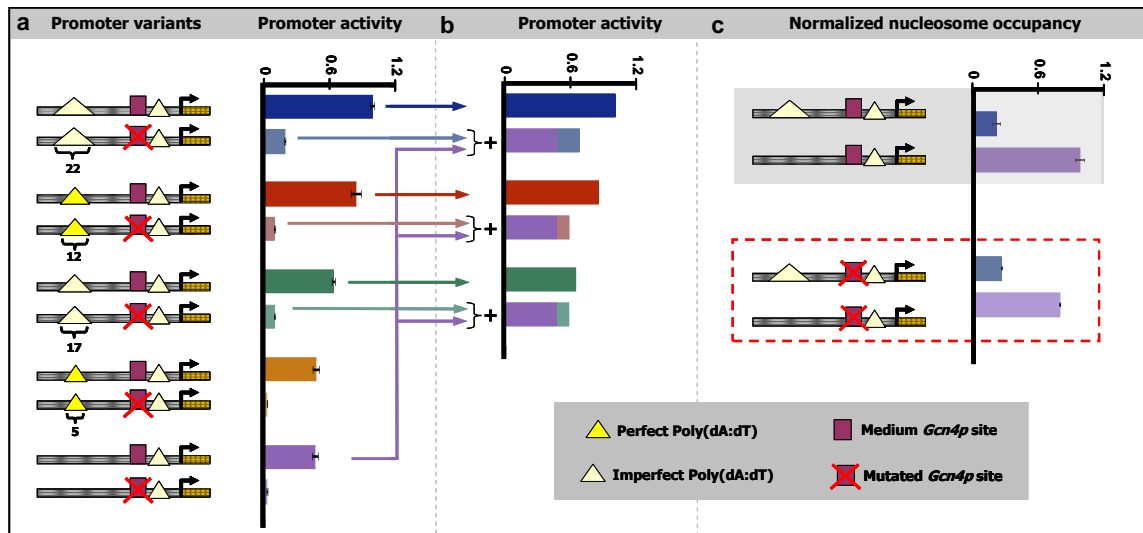 a Promoter variants Promoter activity b Promoter activity c Normalized nucleosome occupancy
0 0.6 1.2
0 0.6 1.2
0 0.6 1.2
22
+
12
+
17
+
5
Perfect Poly(dA:dT)
Medium Gcn4p site
Imperfect Poly(dA:dT)
Mutated Gcn4p site